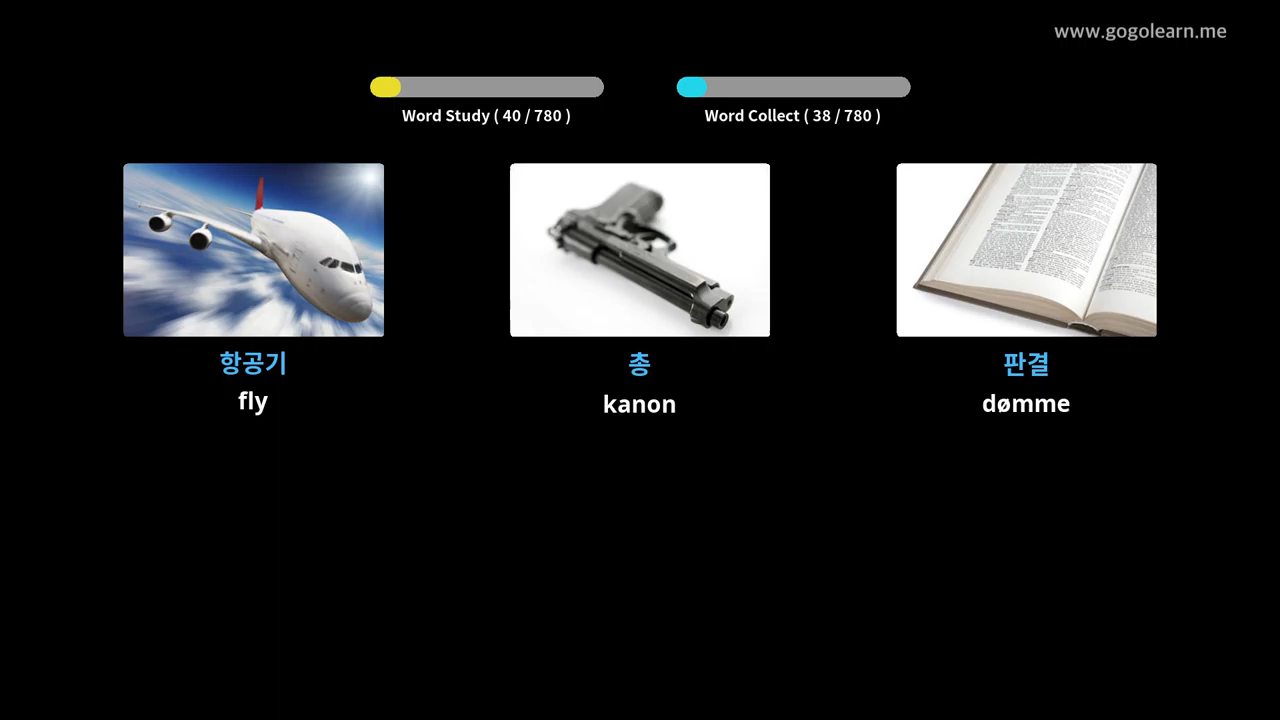 www.gogolearn.me
Word Study ( 40 / 780 )
Word Collect ( 38 / 780 )
항공기
fly
총
kanon
판결
dømme